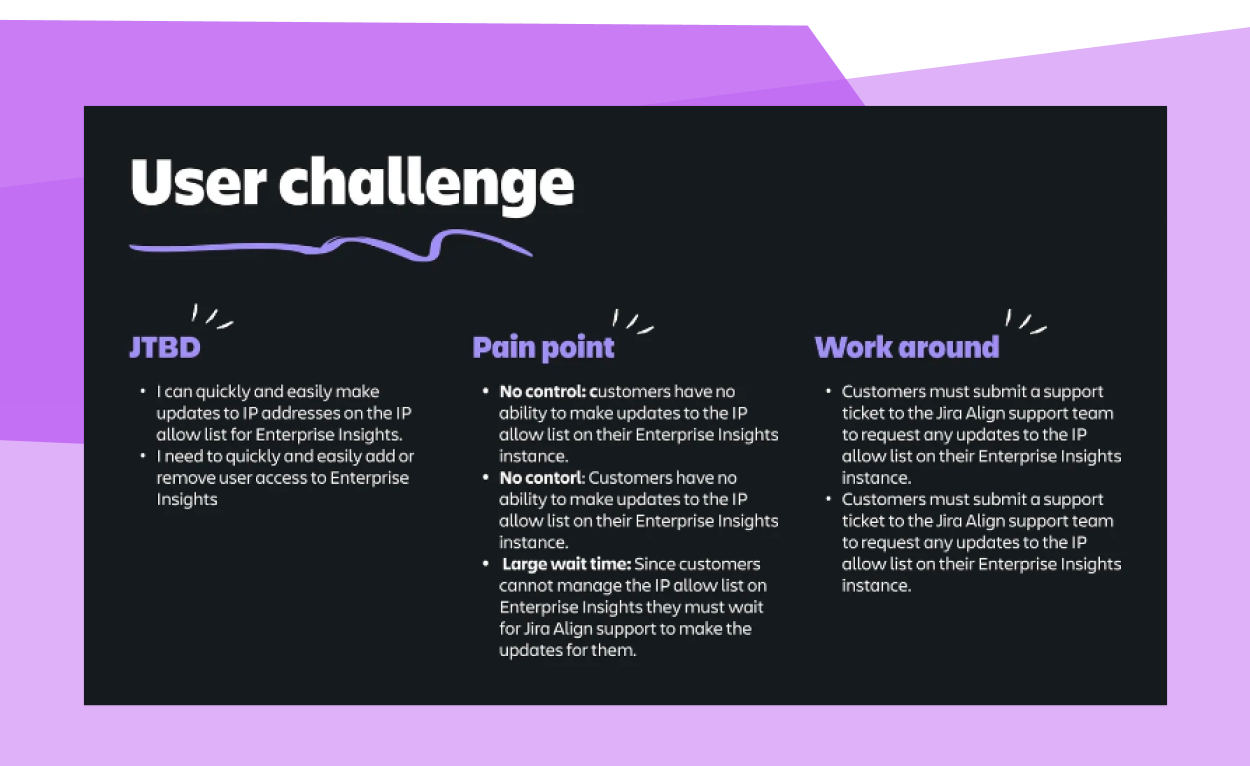 User challenge
JTBD
• I can quickly and easily make
updates to IP addresses on the IP
allow list for Enterprise Insights.
• I need to quickly and easily add or
remove user access to Enterprise
Insights
Pain point
• No control: customers have no
ability to make updates to the IP
allow list on their Enterprise Insights
instance.
• No contorl: Customers have no
ability to make updates to the IP
allow list on their Enterprise Insights
instance.
• Large wait time: Since customers
cannot manage the IP allow list on
Enterprise Insights they must wait
for Jira Align support to make the
updates for them.
Work around
• Customers must submit a support
ticket to the Jira Align support team
to request any updates to the IP
allow list on their Enterprise Insights
instance.
• Customers must submit a support
ticket to the Jira Align support team
to request any updates to the IP
allow list on their Enterprise Insights
instance.